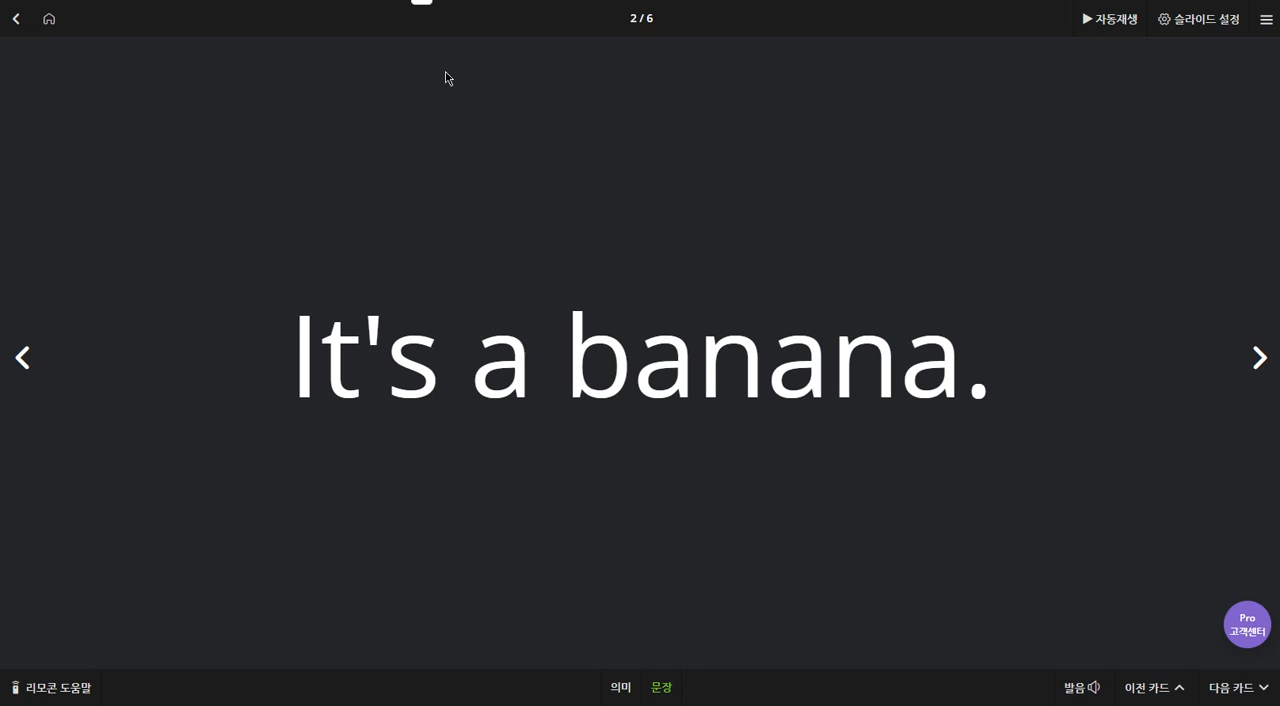 2 / 6
자동재생
슬라이드 설정
It's a banana.
Pro
고객센터
리모콘 도움말
의미
문장
발음
이전 카드
다음 카드